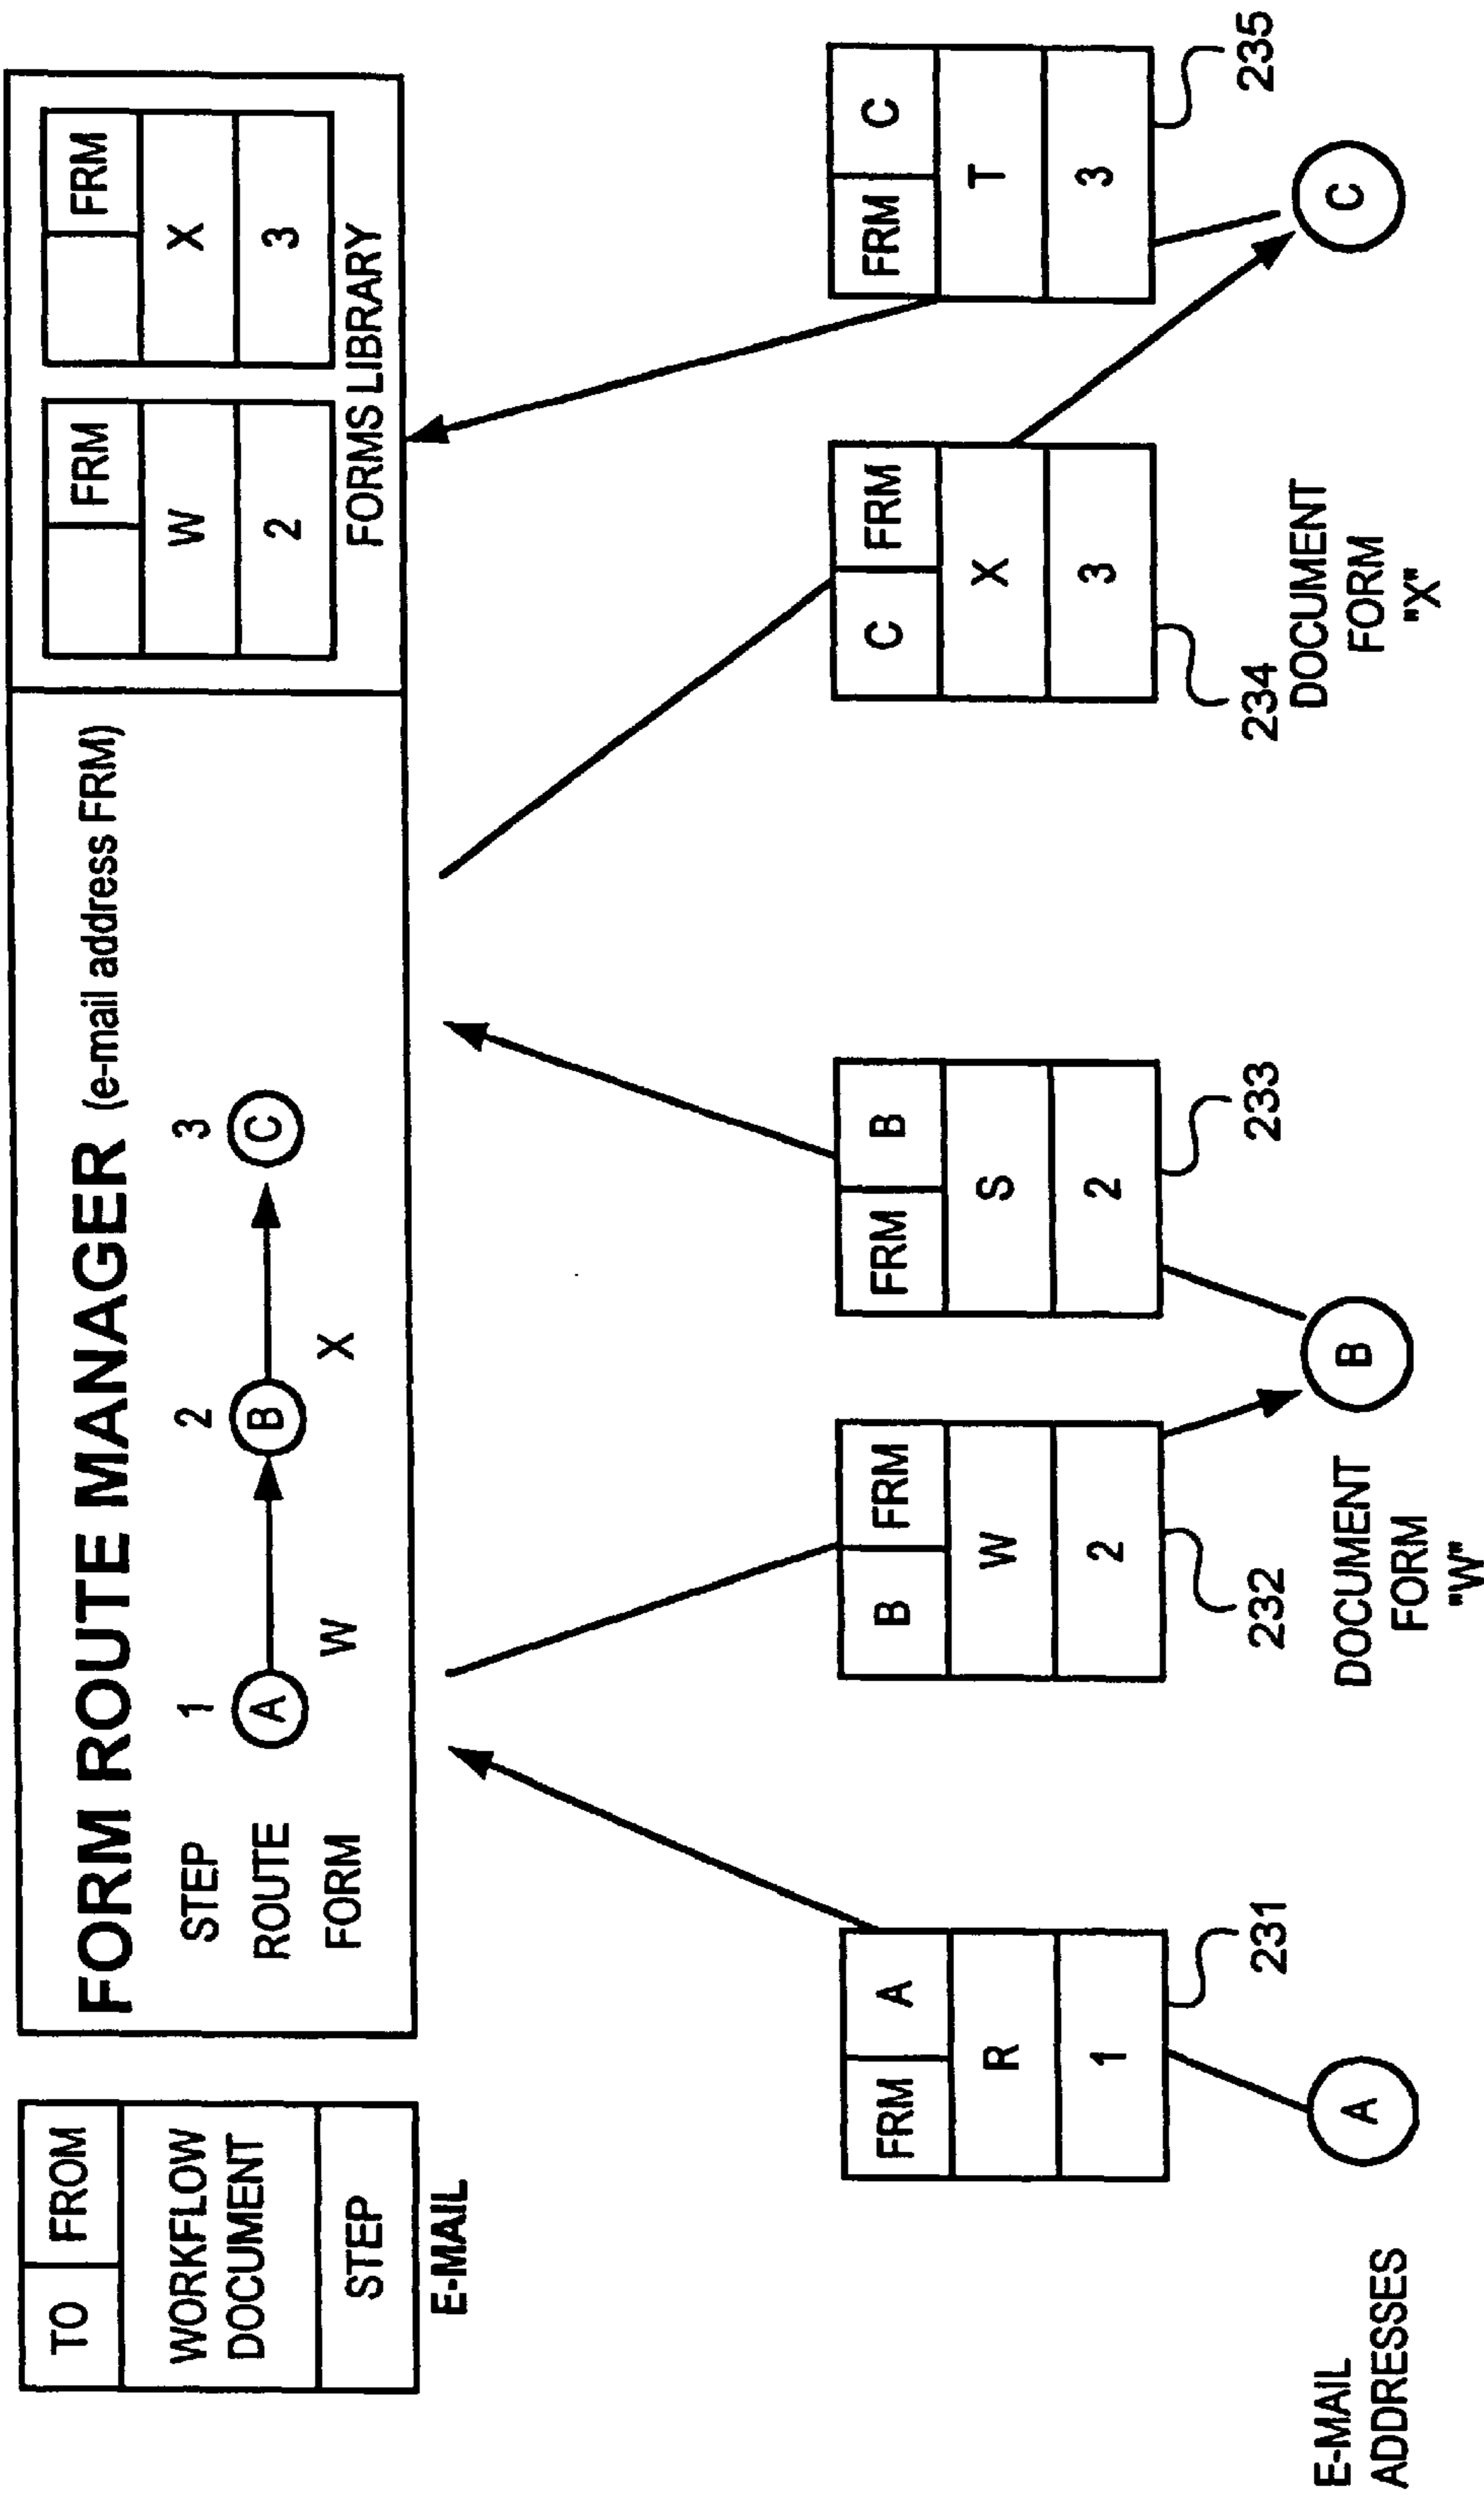 TO FROM
WORKFLOW
DOCUMENT
STEP
E-MAIL
FORM ROUTE MANAGER (e-mail address FRM)
STEP 1 2 3
ROUTE A B C
FORM W X
FRM
W
2
FRM
X
3
FORMS LIBRARY
FRM A
R
1
231
B FRM
W
2
232
FRM B
S
2
233
C FRM
X
3
234
FRM C
T
3
235
E-MAIL
ADDRESSES
A
DOCUMENT
FORM
"W"
B
DOCUMENT
FORM
"X"
C